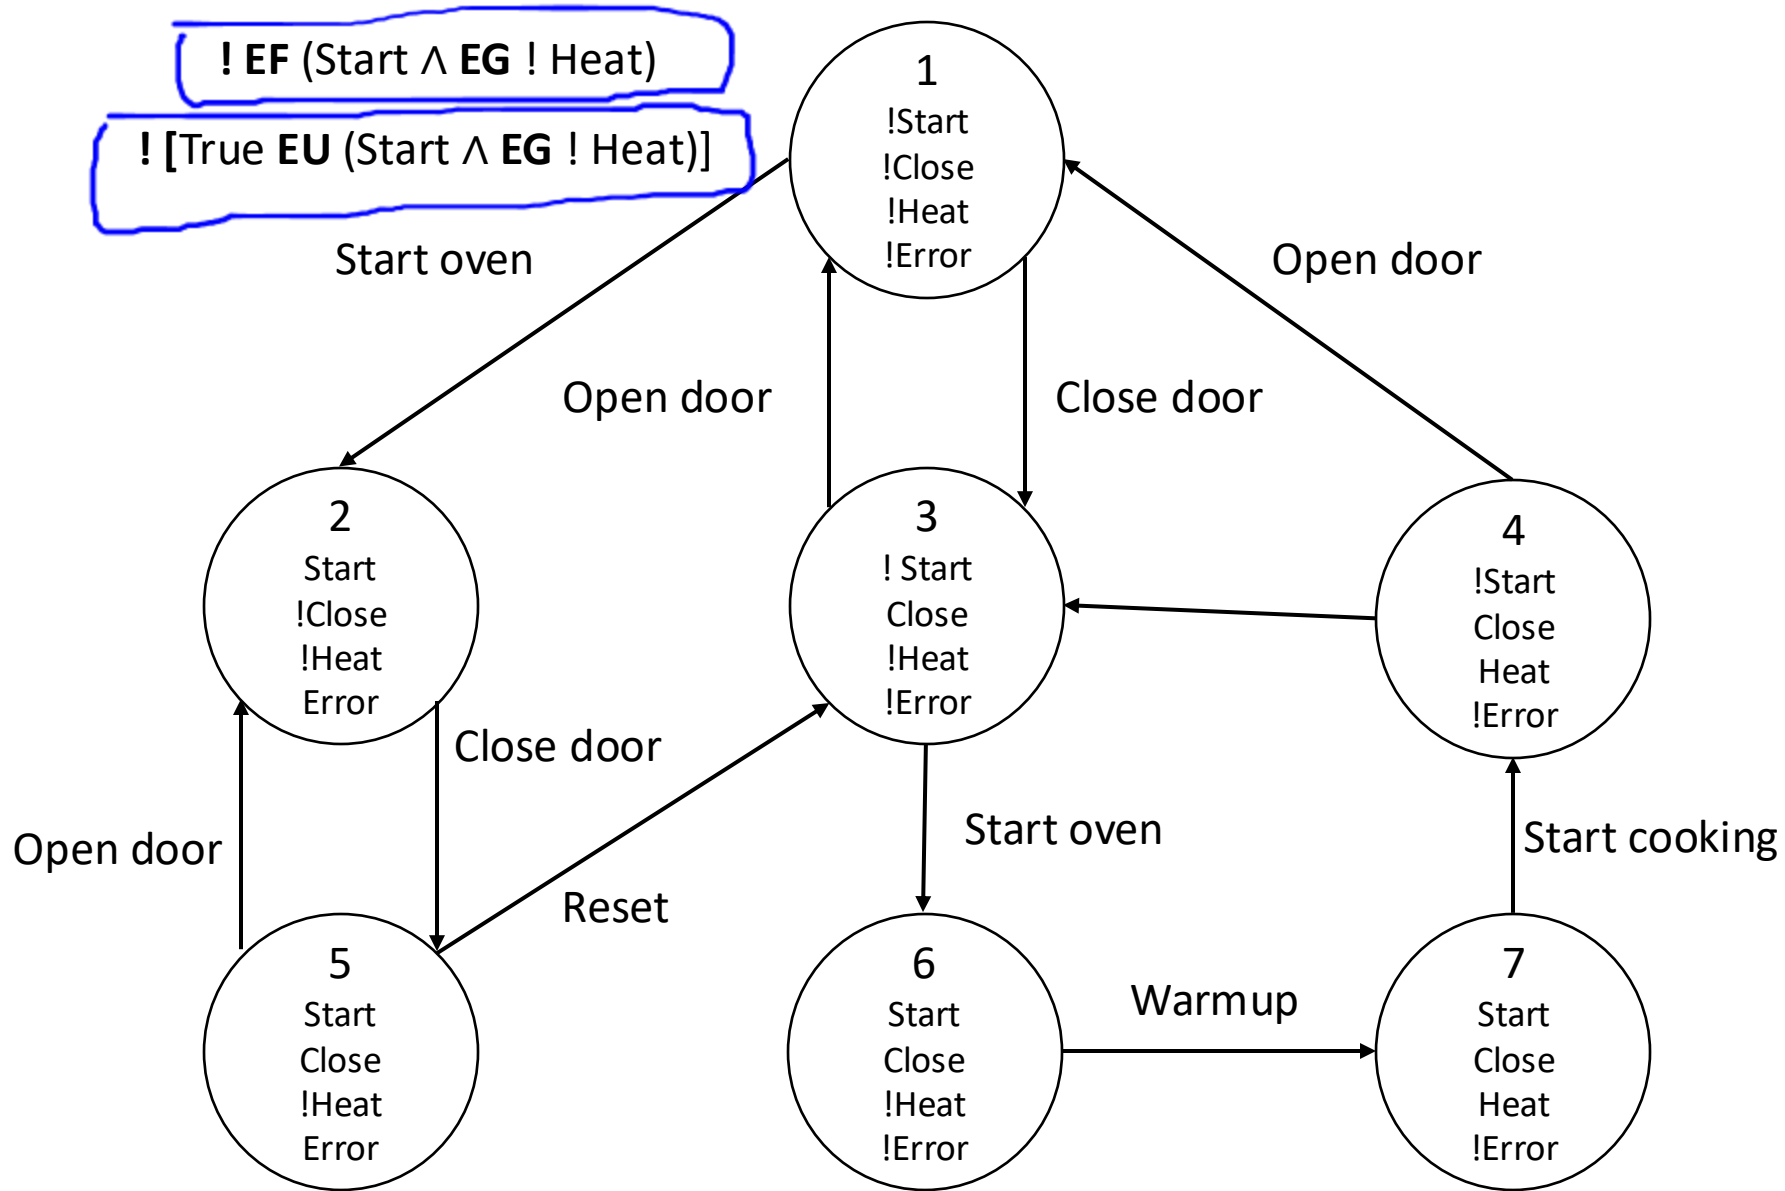 ! EF (Start ∧ EG ! Heat)
! [True EU (Start ∧ EG ! Heat)]
1
!Start
!Close
!Heat
!Error
Start oven
Open door
Open door
Close door
2
Start
!Close
!Heat
Error
3
! Start
Close
!Heat
!Error
4
!Start
Close
Heat
!Error
Close door
Open door
Start oven
Start cooking
Reset
5
Start
Close
!Heat
Error
6
Start
Close
!Heat
!Error
Warmup
7
Start
Close
Heat
!Error